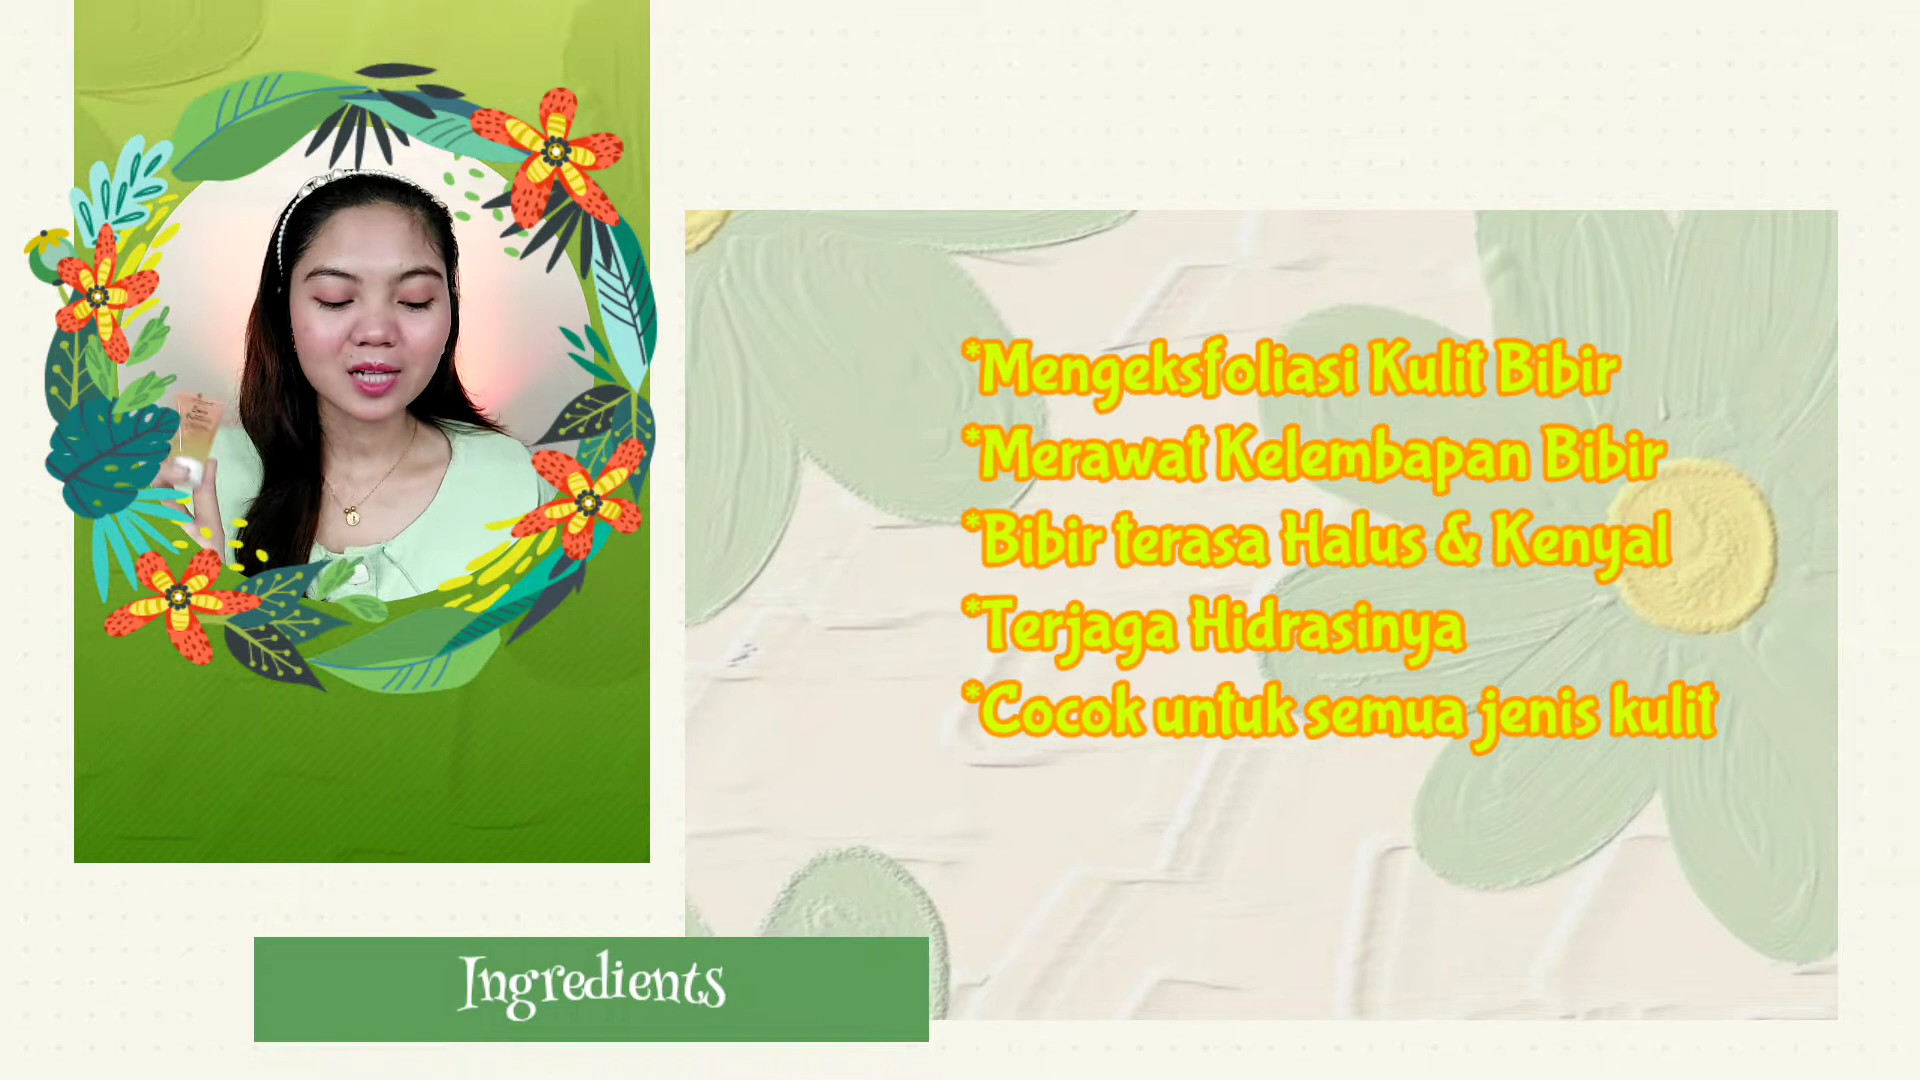 *Mengeksfoliasi Kulit Bibir
*Merawat Kelembapan Bibir
*Bibir terasa Halus & Kenyal
*Terjaga Hidrasinya
*Cocok untuk semua jenis kulit
Ingredients